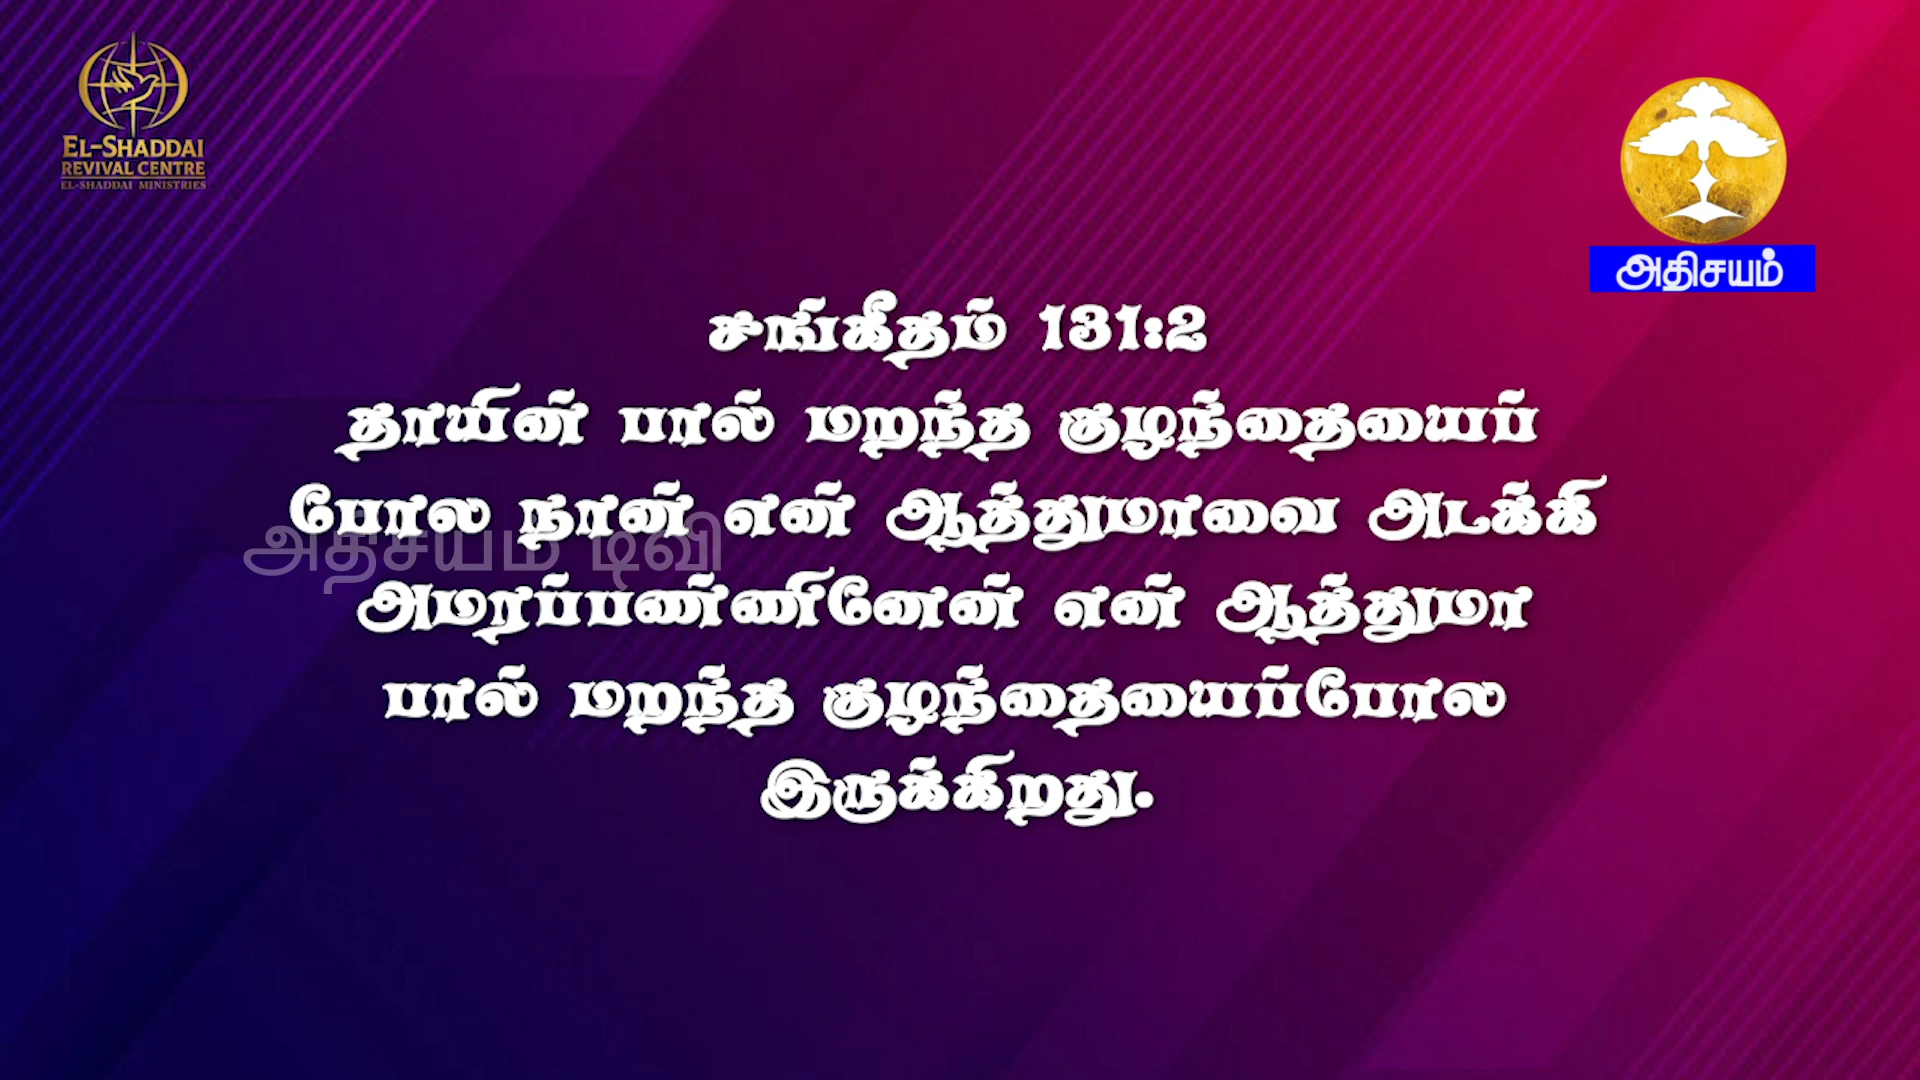 EL-SHADDAI
REVIVAL CENTRE
EL-SHADDAI MINISTRIES
அதிசயம்
சங்கீதம் 131:2
தாயின் பால் மறந்த குழந்தையைப்
போல நான் என் ஆத்துமாவை அடக்கி
அதிசயம் டிவி
அமரப்பண்ணினேன் என் ஆத்துமா
பால் மறந்த குழந்தையைப்போல
இருக்கிறது.